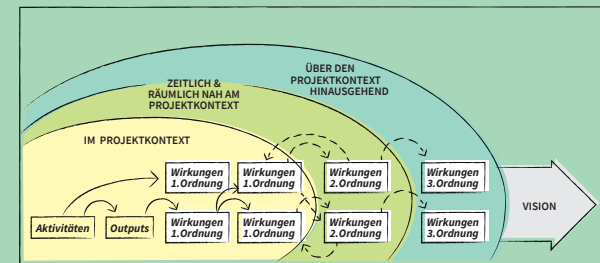 ÜBER DEN
PROJEKTKONTEXT
HINAUSGEHEND
ZEITLICH &
RÄUMLICH NAH AM
PROJEKTKONTEXT
IM PROJEKTKONTEXT
Wirkungen
1.Ordnung
Wirkungen
1.Ordnung
Wirkungen
2.Ordnung
Wirkungen
3.Ordnung
Aktivitäten
Outputs
Wirkungen
1.Ordnung
Wirkungen
1.Ordnung
Wirkungen
2.Ordnung
Wirkungen
3.Ordnung
VISION